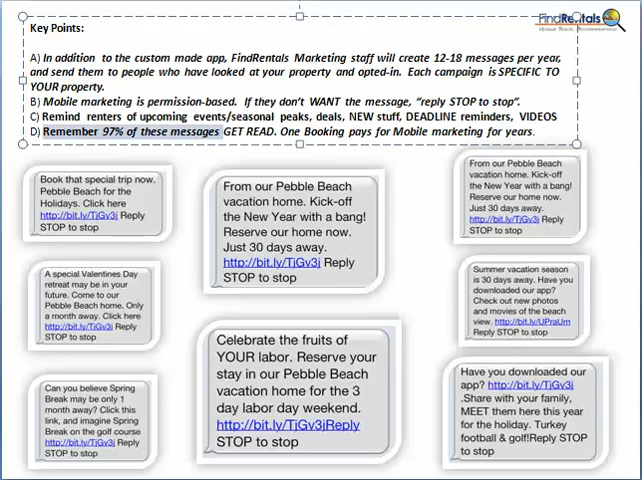 FindRentals
Key Points:
A) In addition to the custom made app, FindRentals Marketing staff will create 12-18 messages per year,
and send them to people who have looked at your property and opted-in. Each campaign is SPECIFIC TO
YOUR property.
B) Mobile marketing is permission-based. If they don't WANT the message, "reply STOP to stop".
C) Remind renters of upcoming events/seasonal peaks, deals, NEW stuff, DEADLINE reminders, VIDEOS
D) Remember 97% of these messages GET READ. One Booking pays for Mobile marketing for years.
Book that special trip now.
Pebble Beach for the
Holidays. Click here
http://bit.ly/TjGv3j Reply
STOP to stop
From our Pebble Beach
vacation home. Kick-off
the New Year with a bang!
Reserve our home now.
Just 30 days away.
http://bit.ly/TjGv3j Reply
STOP to stop
From our Pebble Beach
vacation home. Kick-off
the New Year with a bang!
Reserve our home now.
Just 30 days away.
http://bit.ly/TjGv3j Reply
STOP to stop
A special Valentines Day
retreat may be in your
future. Come to our
Pebble Beach home. Only
a month away. Click here
http://bit.ly/TjGv3j Reply
STOP to stop
Summer vacation season
is 30 days away. Have you
downloaded our app?
Check out new photos
and movies of the beach
view. http://bit.ly/UPraUm
Reply STOP to stop
Celebrate the fruits of
YOUR labor. Reserve your
stay in our Pebble Beach
vacation home for the 3
day labor day weekend.
http://bit.ly/TjGv3jReply
STOP to stop
Can you believe Spring
Break may be only 1
month away? Click this
link, and imagine Spring
Break on the golf course
http://bit.ly/TjGv3j Reply
STOP to stop
Have you downloaded our
app? http://bit.ly/TjGv3j
.Share with your family,
MEET them here this year
for the holiday. Turkey
football & golf!Reply STOP
to stop